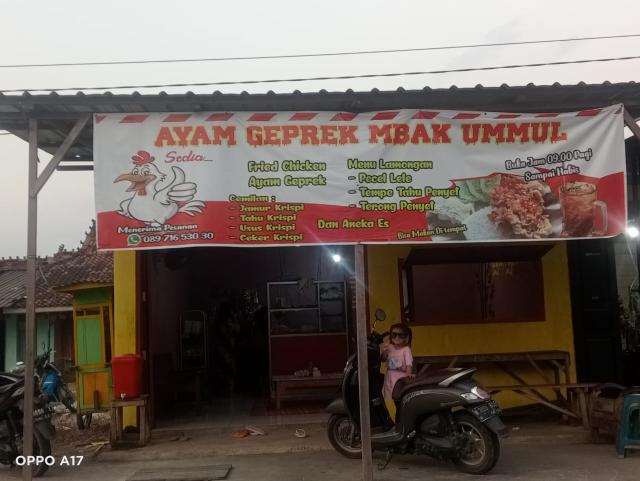 AYAM GEPREK MBAK UMMUL
Sedia....
Fried Chicken
Ayam Geprek
Cemilan :
- Jamur Krispi
- Tahu Krispi
- Usus Krispi
- Ceker Krispi
Menu Lamongan
- Pecel Lele
- Tempe Tahu Penyet
- Terong Penyet
Dan Aneka Es
Buka Jam 09.00 Pagi
Sampai Habis
Bisa Makan Di tempat
Menerima Pesanan
089 716 530 30
OPPO A17